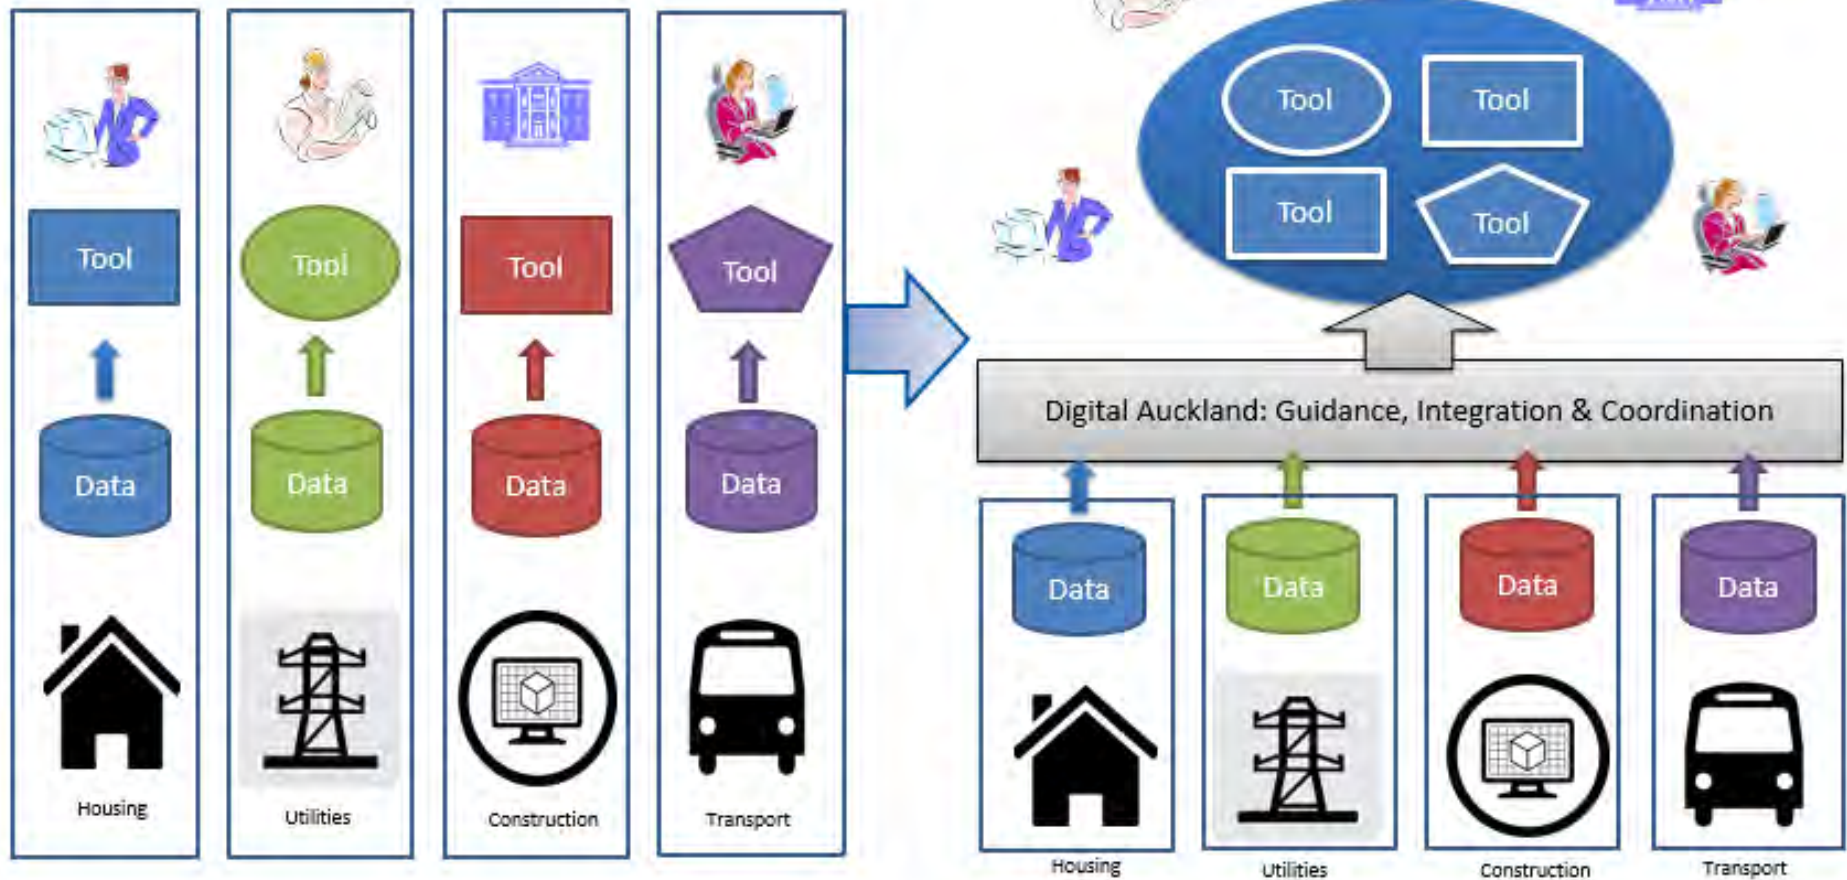 Tool
Tool
Tool
Tool
Data
Data
Data
Data
Housing
Utilities
Construction
Transport
Tool
Tool
Tool
Tool
Digital Auckland: Guidance, Integration & Coordination
Data
Data
Data
Data
Housing
Utilities
Construction
Transport